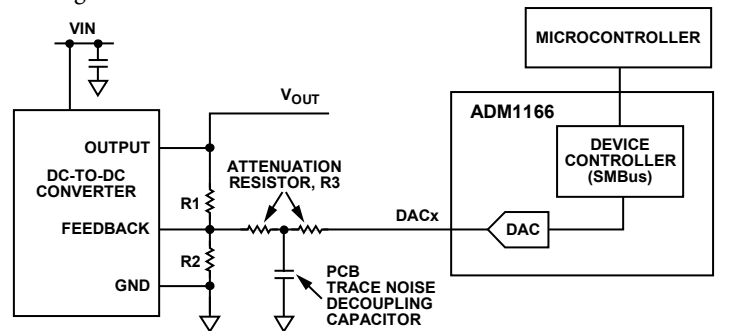 VIN
MICROCONTROLLER
VOUT
ADM1166
OUTPUT
DC-TO-DC
CONVERTER
ATTENUATION
RESISTOR, R3
DEVICE
CONTROLLER
(SMBus)
R1
FEEDBACK
DACx
DAC
R2
GND
PCB
TRACE NOISE
DECOUPLING
CAPACITOR